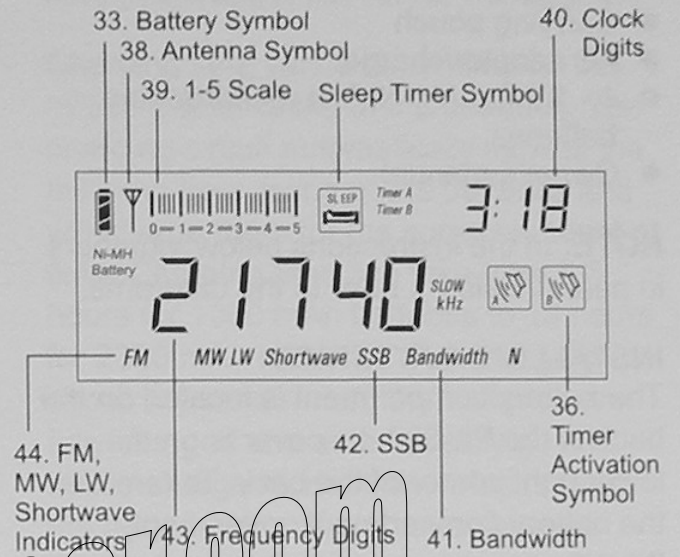 33. Battery Symbol
40. Clock
Digits
38. Antenna Symbol
39. 1-5 Scale
Sleep Timer Symbol
SLEEP
Timer A
Timer B
3:18
0-1-2-3-4-5
Ni-MH
Battery
21740
SLOW
kHz
A
B
FM MW LW Shortwave SSB Bandwidth N
44. FM,
MW, LW,
Shortwave
Indicators
42. SSB
36.
Timer
Activation
Symbol
43. Frequency Digits
41. Bandwidth